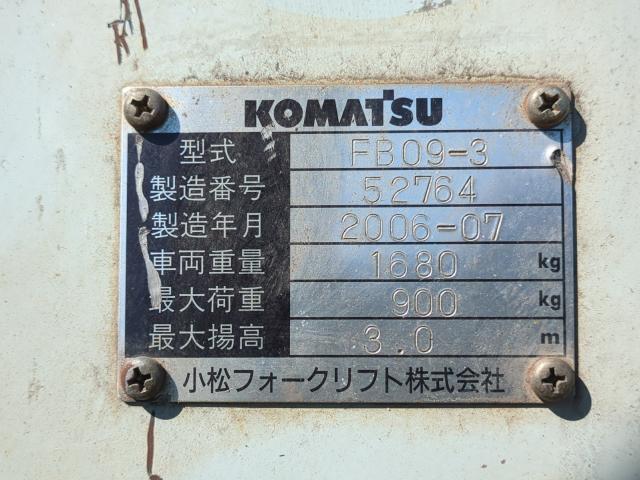 KOMATSU
型式 FB09-3
製造番号 52764
製造年月 2006-07
車両重量 1680 kg
最大荷重 900 kg
最大揚高 3.0 m
小松フォークリフト株式会社